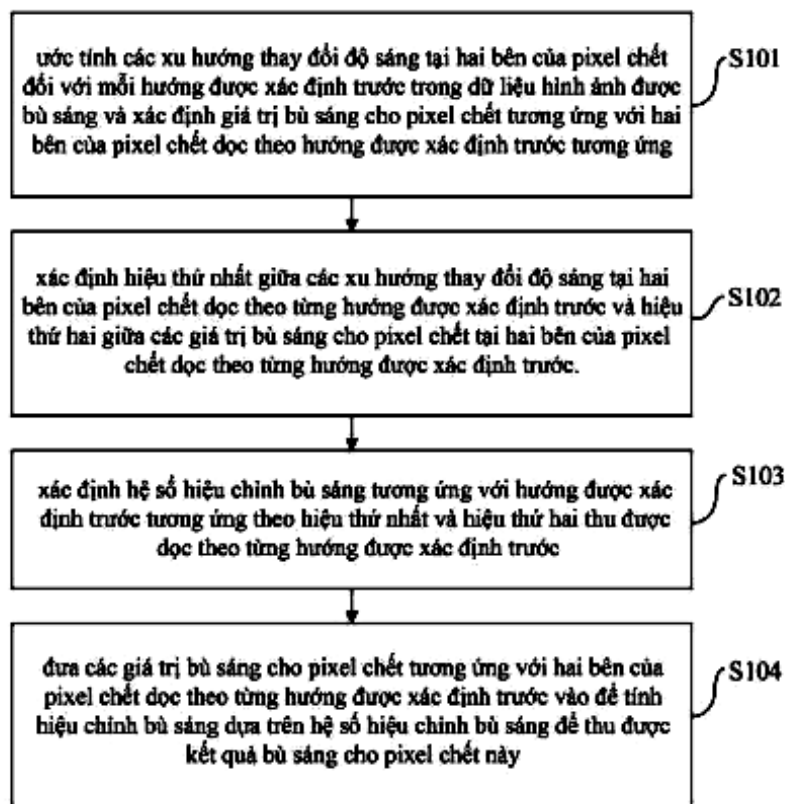 ước tính các xu hướng thay đổi độ sáng tại hai bên của pixel chết
đối với mỗi hướng được xác định trước trong dữ liệu hình ảnh được
bù sáng và xác định giá trị bù sáng cho pixel chết tương ứng với hai
bên của pixel chết dọc theo hướng được xác định trước tương ứng
S101
xác định hiệu thứ nhất giữa các xu hướng thay đổi độ sáng tại hai
bên của pixel chết dọc theo từng hướng được xác định trước và hiệu
thứ hai giữa các giá trị bù sáng cho pixel chết tại hai bên của pixel
chết dọc theo từng hướng được xác định trước.
S102
xác định hệ số hiệu chỉnh bù sáng tương ứng với hướng được xác
định trước tương ứng theo hiệu thứ nhất và hiệu thứ hai thu được
dọc theo từng hướng được xác định trước
S103
đưa các giá trị bù sáng cho pixel chết tương ứng với hai bên của
pixel chết dọc theo từng hướng được xác định trước vào để tính
hiệu chỉnh bù sáng dựa trên hệ số hiệu chỉnh bù sáng để thu được
kết quả bù sáng cho pixel chết này
S104